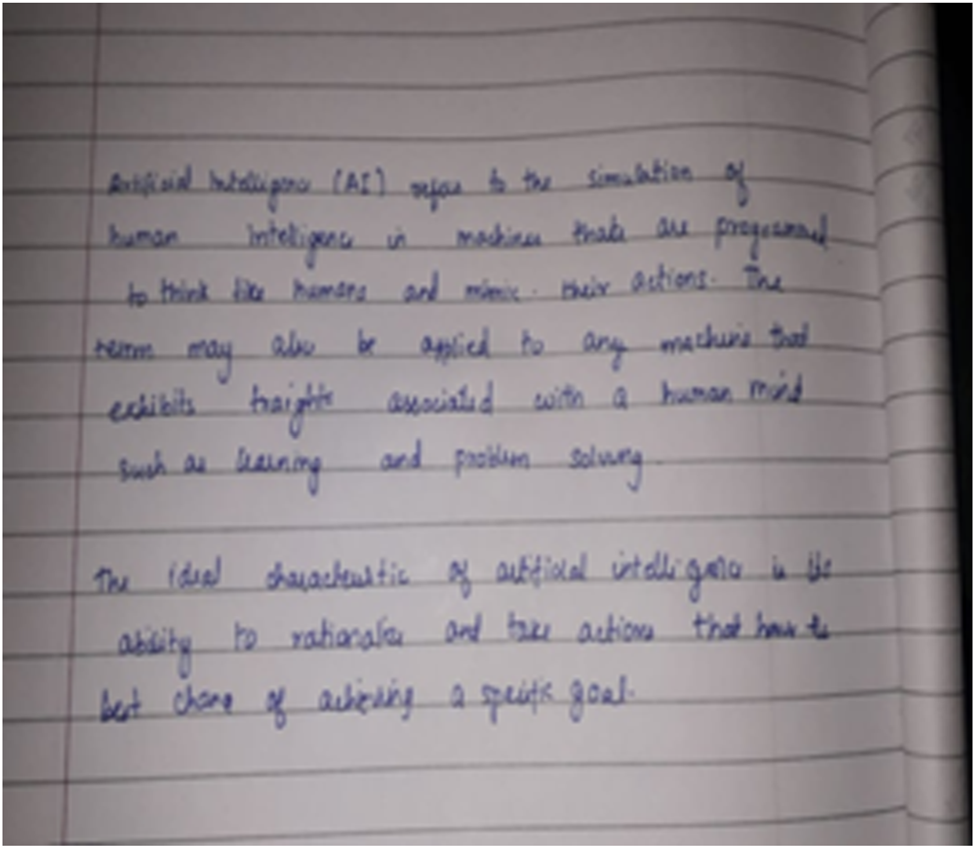 Artificial Intelligence (AI) refers to the simulation of
human intelligence in machines that are programmed
to think like humans and mimic their actions. The
term may also be applied to any machine that
exhibits traights associated with a human mind
such as learning and problem solving.
The ideal characteristic of artificial intelligence is its
ability to rationalize and take actions that have the
best chance of achieving a specific goal.